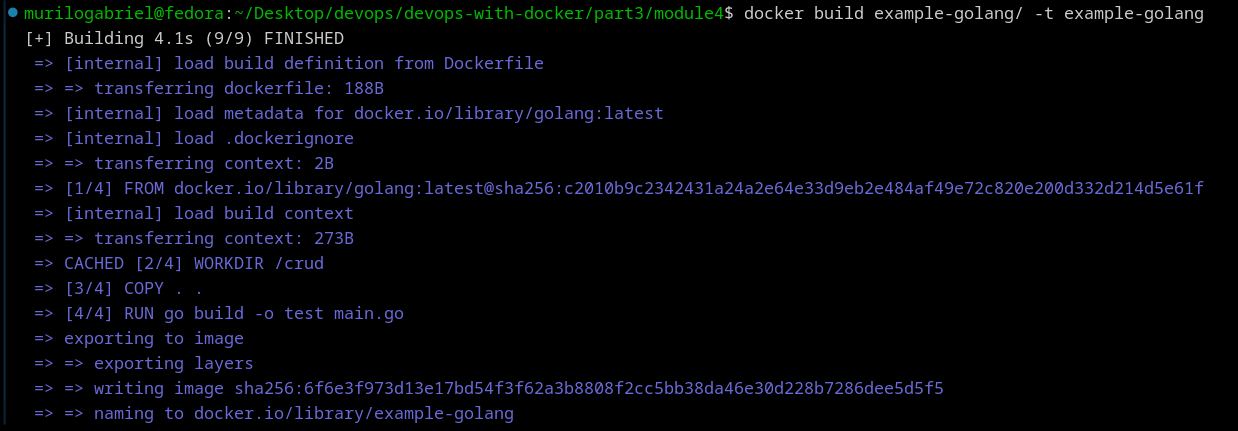 murilogabriel@fedora:~/Desktop/devops/devops-with-docker/part3/module4$ docker build example-golang/ -t example-golang
[+] Building 4.1s (9/9) FINISHED
=> [internal] load build definition from Dockerfile
=> => transferring dockerfile: 188B
=> [internal] load metadata for docker.io/library/golang:latest
=> [internal] load .dockerignore
=> => transferring context: 2B
=> [1/4] FROM docker.io/library/golang:latest@sha256:c2010b9c2342431a24a2e64e33d9eb2e484af49e72c820e200d332d214d5e61f
=> [internal] load build context
=> => transferring context: 273B
=> CACHED [2/4] WORKDIR /crud
=> [3/4] COPY . .
=> [4/4] RUN go build -o test main.go
=> exporting to image
=> => exporting layers
=> => writing image sha256:6f6e3f973d13e17bd54f3f62a3b8808f2cc5bb38da46e30d228b7286dee5d5f5
=> => naming to docker.io/library/example-golang